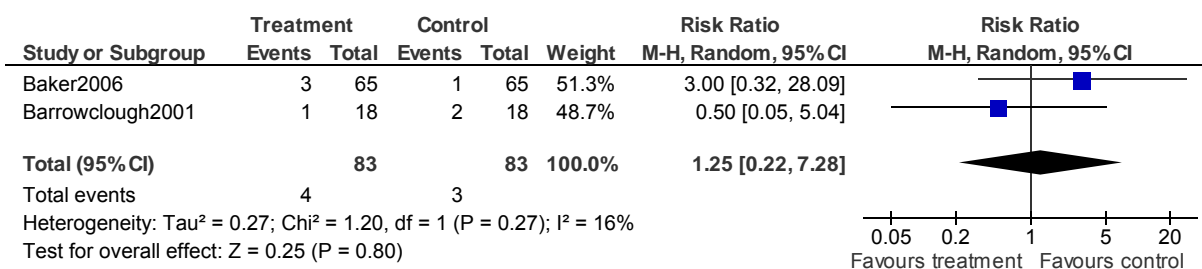 Treatment Control Risk Ratio Risk Ratio
Study or Subgroup Events Total Events Total Weight M-H, Random, 95% CI M-H, Random, 95% CI
Baker2006 3 65 1 65 51.3% 3.00 [0.32, 28.09]
Barrowclough2001 1 18 2 18 48.7% 0.50 [0.05, 5.04]
Total (95% CI) 83 83 100.0% 1.25 [0.22, 7.28]
Total events 4 3
Heterogeneity: Tau² = 0.27; Chi² = 1.20, df = 1 (P = 0.27); I² = 16%
Test for overall effect: Z = 0.25 (P = 0.80)
0.05 0.2 1 5 20
Favours treatment Favours control